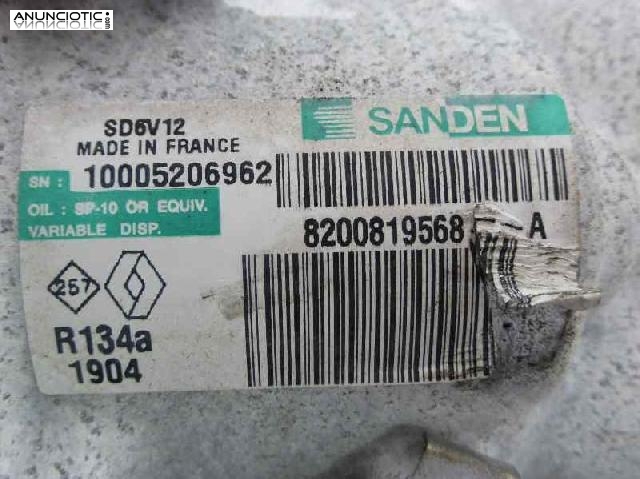 ANUNCIOTIC
SANDEN
SD6V12
MADE IN FRANCE
SN : 10005206962
OIL : SP-10 OR EQUIV.
VARIABLE DISP.
8200819568 - A
257
R134a
1904